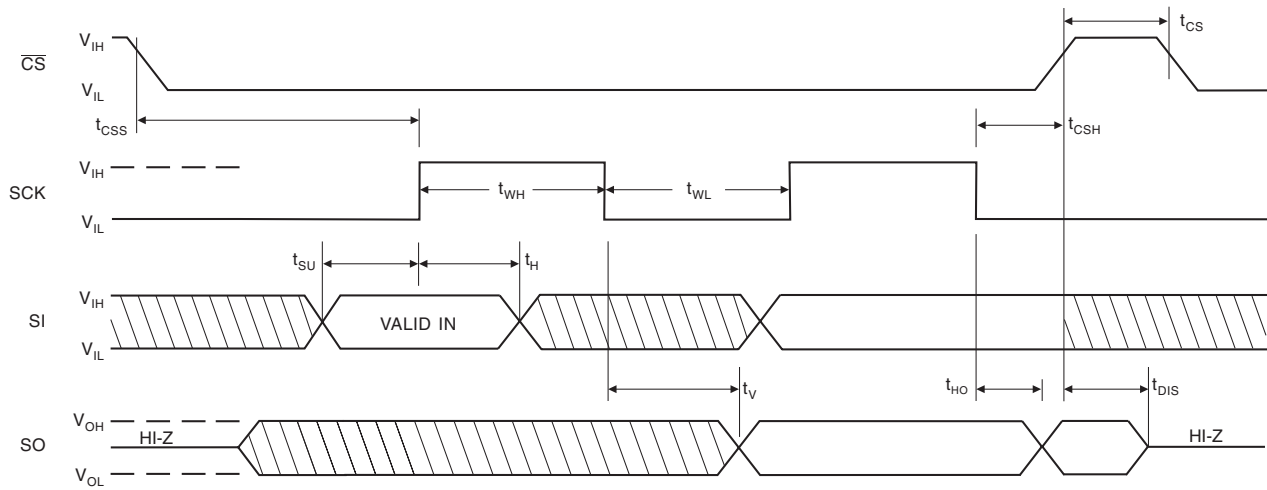 t_CS
V_IH
CS
V_IL
t_CSS
t_CSH
V_IH
SCK
t_WH
t_WL
V_IL
t_SU
t_H
V_IH
SI
VALID IN
V_IL
t_V
t_HO
t_DIS
V_OH
SO
HI-Z
HI-Z
V_OL